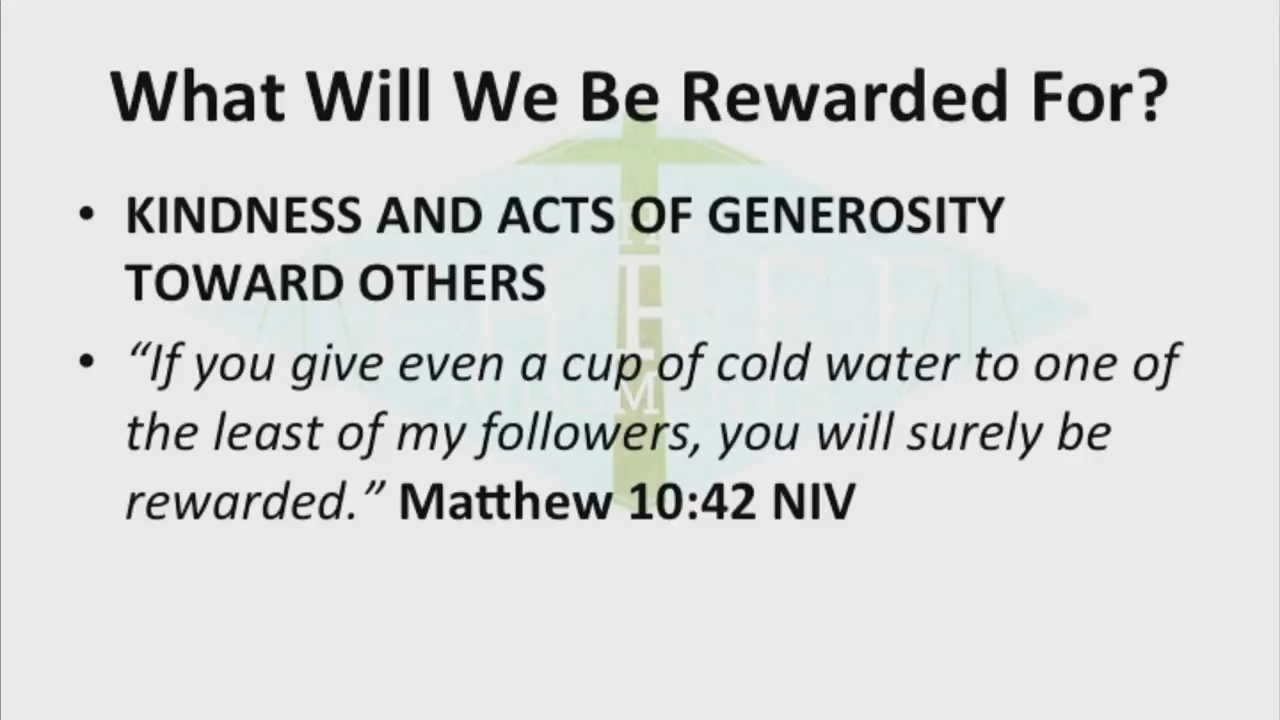 What Will We Be Rewarded For?
• KINDNESS AND ACTS OF GENEROSITY
TOWARD OTHERS
• “If you give even a cup of cold water to one of
the least of my followers, you will surely be
rewarded.” Matthew 10:42 NIV
THREE